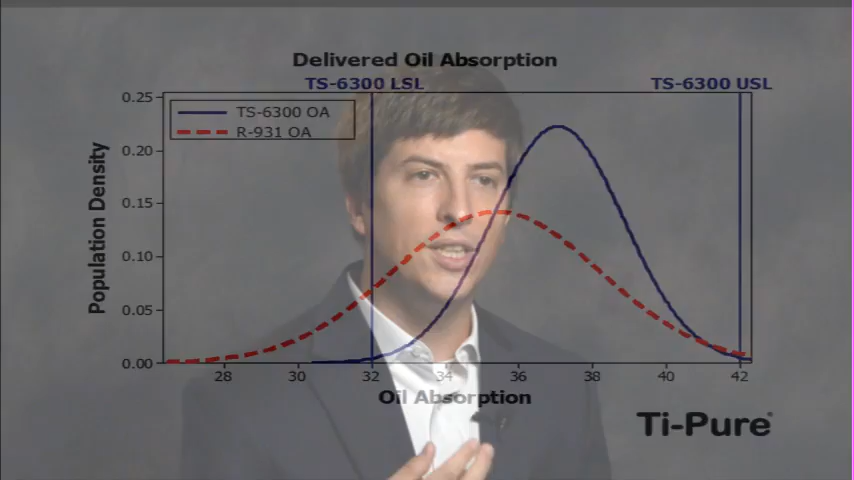 Delivered Oil Absorption
TS-6300 LSL
TS-6300 USL
TS-6300 OA
R-931 OA
Population Density
0.25
0.20
0.15
0.10
0.05
0.00
28 30 32 34 36 38 40 42
Oil Absorption
Ti-Pure®